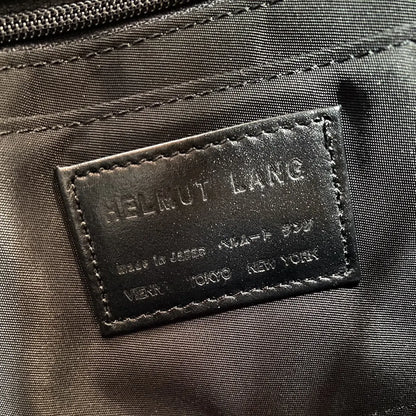 HELMUT LANG
made in JAPAN ヘルムート ラング
VIENNA TOKYO NEW YORK